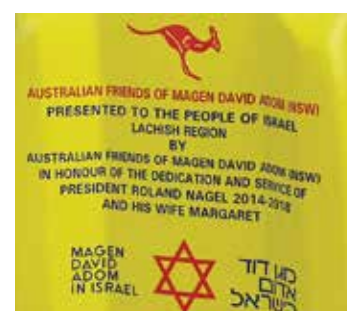 AUSTRALIAN FRIENDS OF MAGEN DAVID ADOM (NSW)
PRESENTED TO THE PEOPLE OF ISRAEL
LACHISH REGION
BY
AUSTRALIAN FRIENDS OF MAGEN DAVID ADOM (NSW)
IN HONOUR OF THE DEDICATION AND SERVICE OF
PRESIDENT ROLAND NAGEL 2014-2018
AND HIS WIFE MARGARET
MAGEN
DAVID
ADOM
IN ISRAEL
מגן דוד
אדום
בישראל